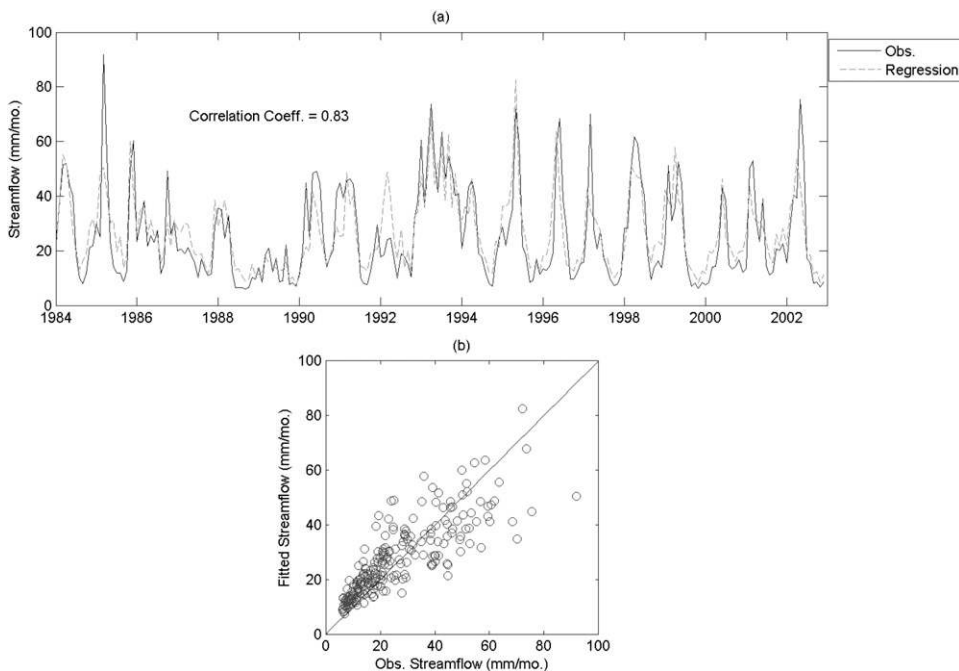 (a)
100
80
60
40
20
0
Streamflow (mm/mo.)
Correlation Coeff. = 0.83
Obs.
Regression
1984 1986 1988 1990 1992 1994 1996 1998 2000 2002
(b)
100
80
60
40
20
0
Fitted Streamflow (mm/mo.)
0 20 40 60 80 100
Obs. Streamflow (mm/mo.)